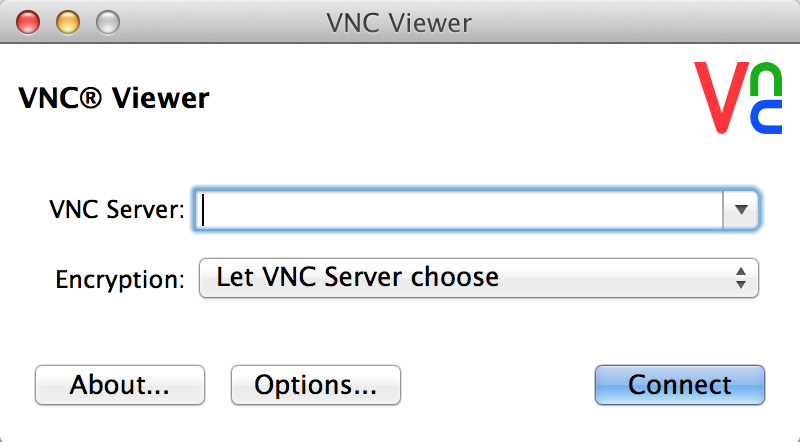 VNC Viewer
VNC® Viewer
Vnc
VNC Server:
Encryption: Let VNC Server choose
About... Options... Connect